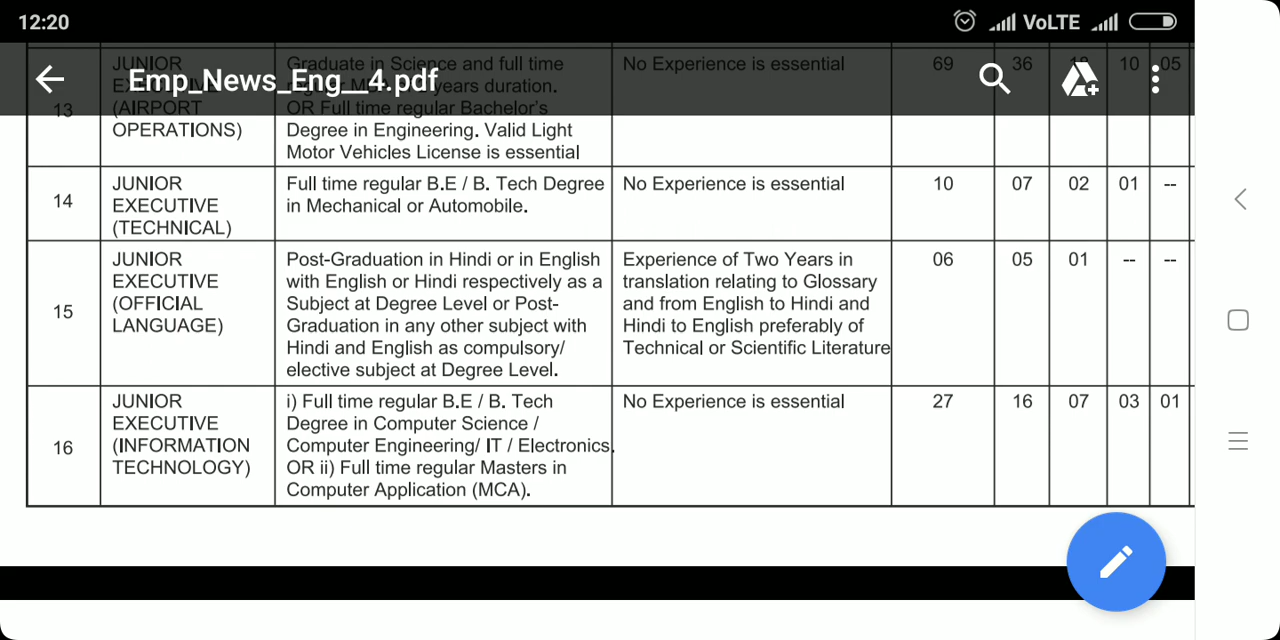 12:20
VoLTE
Emp_News_Eng__4.pdf
13
JUNIOR
(AIRPORT
OPERATIONS)
Graduate in Science and full time
years duration.
OR Full time regular Bachelor's
Degree in Engineering. Valid Light
Motor Vehicles License is essential
No Experience is essential
69 36 10 05
14
JUNIOR
EXECUTIVE
(TECHNICAL)
Full time regular B.E / B. Tech Degree
in Mechanical or Automobile.
No Experience is essential
10 07 02 01 --
15
JUNIOR
EXECUTIVE
(OFFICIAL
LANGUAGE)
Post-Graduation in Hindi or in English
with English or Hindi respectively as a
Subject at Degree Level or Post-
Graduation in any other subject with
Hindi and English as compulsory/
elective subject at Degree Level.
Experience of Two Years in
translation relating to Glossary
and from English to Hindi and
Hindi to English preferably of
Technical or Scientific Literature
06 05 01 -- --
16
JUNIOR
EXECUTIVE
(INFORMATION
TECHNOLOGY)
i) Full time regular B.E / B. Tech
Degree in Computer Science /
Computer Engineering/ IT / Electronics.
OR ii) Full time regular Masters in
Computer Application (MCA).
No Experience is essential
27 16 07 03 01